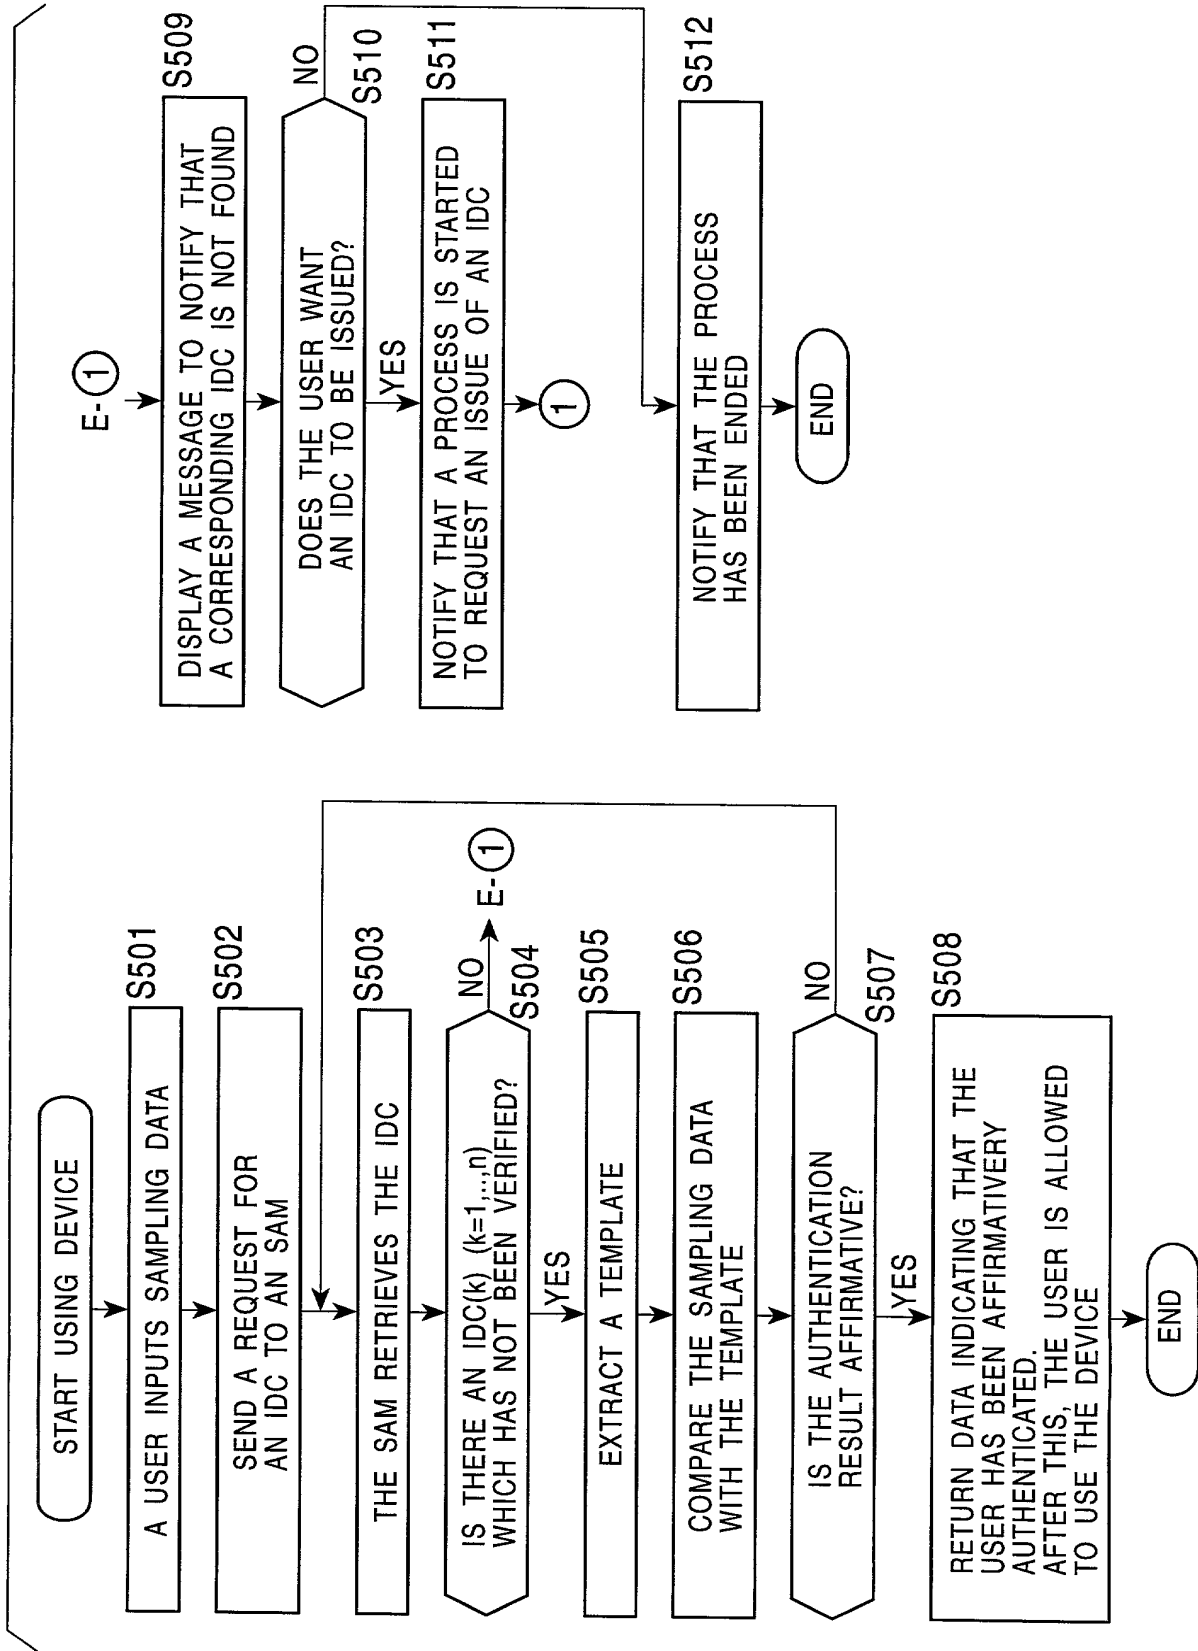 START USING DEVICE
A USER INPUTS SAMPLING DATA
S501
SEND A REQUEST FOR
AN IDC TO AN SAM
S502
THE SAM RETRIEVES THE IDC
S503
IS THERE AN IDC(k) (k=1,..,n)
WHICH HAS NOT BEEN VERIFIED?
S504
NO
E-1
YES
EXTRACT A TEMPLATE
S505
COMPARE THE SAMPLING DATA
WITH THE TEMPLATE
S506
IS THE AUTHENTICATION
RESULT AFFIRMATIVE?
S507
NO
YES
RETURN DATA INDICATING THAT THE
USER HAS BEEN AFFIRMATIVERY
AUTHENTICATED.
AFTER THIS, THE USER IS ALLOWED
TO USE THE DEVICE
S508
END
E-1
DISPLAY A MESSAGE TO NOTIFY THAT
A CORRESPONDING IDC IS NOT FOUND
S509
DOES THE USER WANT
AN IDC TO BE ISSUED?
S510
NO
YES
NOTIFY THAT A PROCESS IS STARTED
TO REQUEST AN ISSUE OF AN IDC
S511
1
NOTIFY THAT THE PROCESS
HAS BEEN ENDED
S512
END